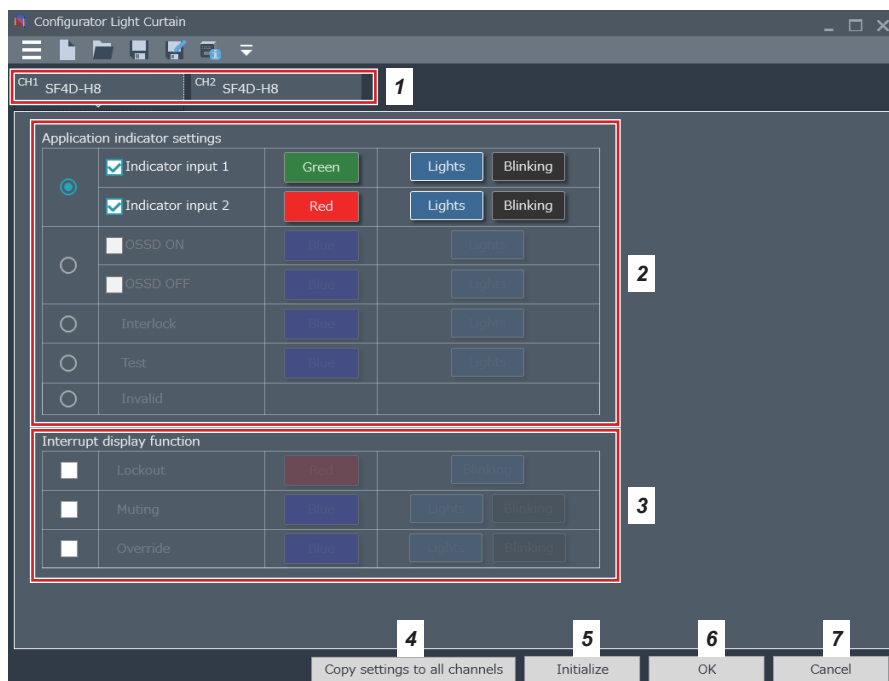 Configurator Light Curtain
CH1 SF4D-H8 CH2 SF4D-H8 1
Application indicator settings
Indicator input 1 Green Lights Blinking
Indicator input 2 Red Lights Blinking
OSSD ON Blue Lights
2
OSSD OFF Blue Lights
Interlock Blue Lights
Test Blue Lights
Invalid
Interrupt display function
Lockout Red Blinking
Muting Blue Lights Blinking 3
Override Blue Lights Blinking
4 5 6 7
Copy settings to all channels Initialize OK Cancel